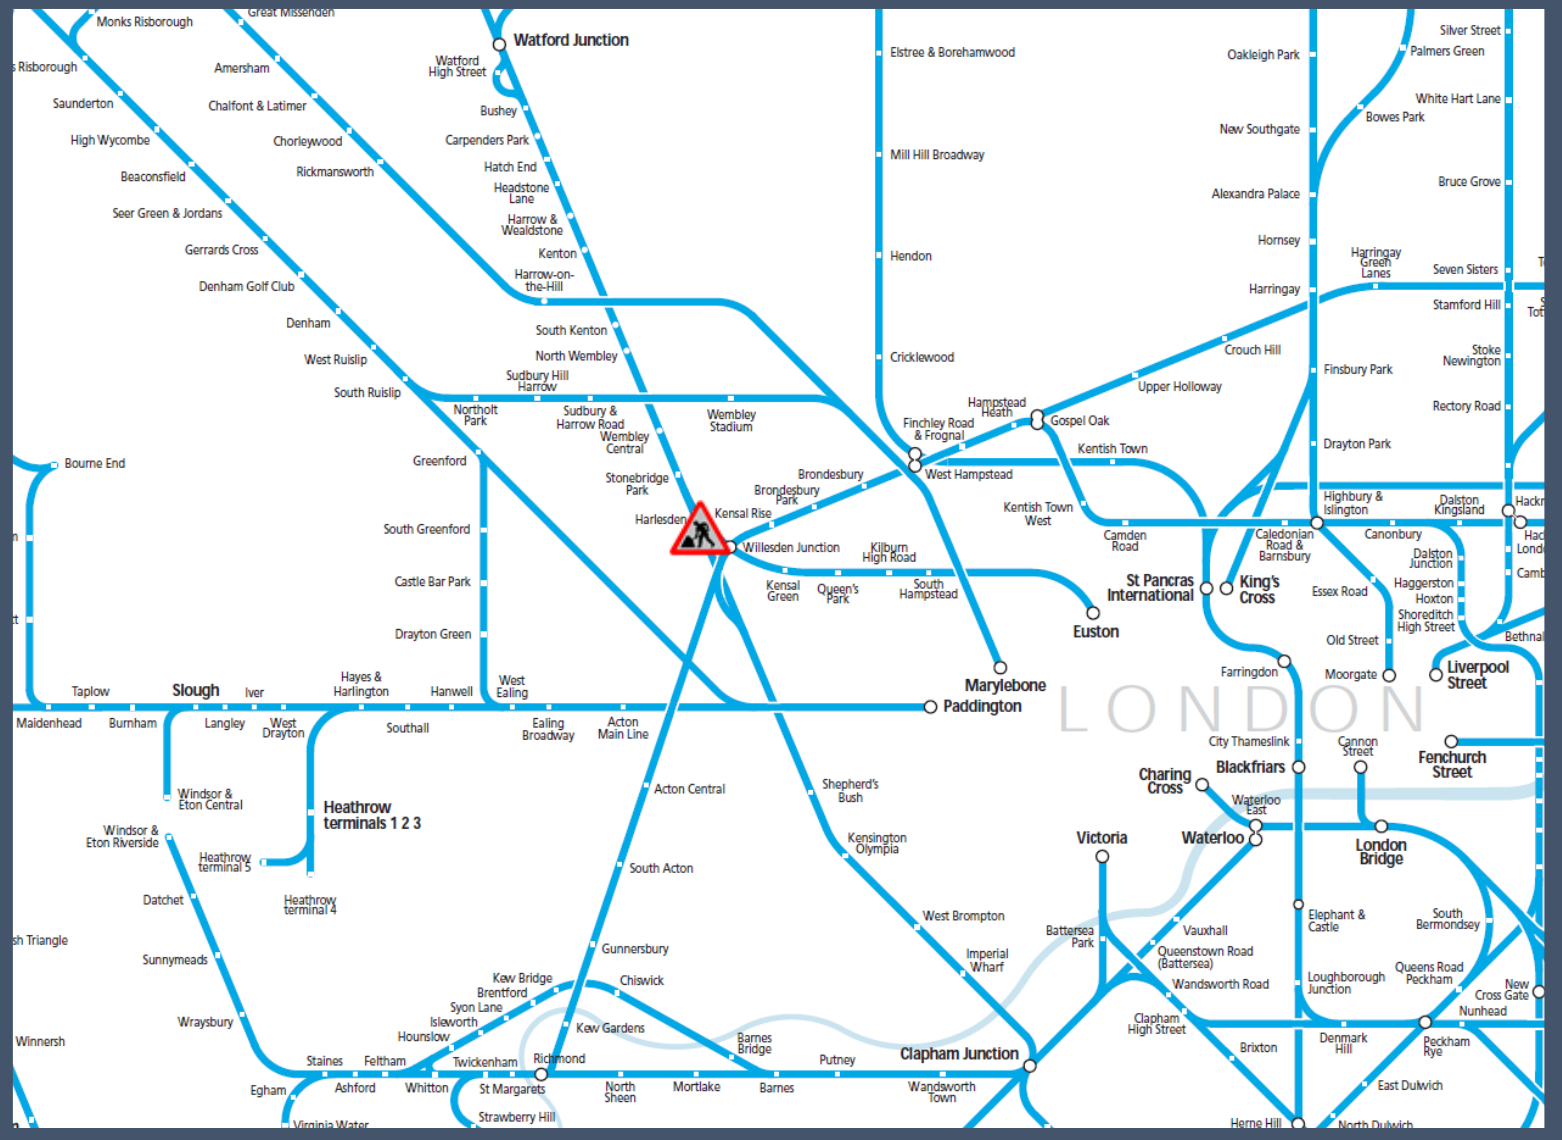 Monks Risborough
Great Missenden
s Risborough
Amersham
Saunderton
Chalfont & Latimer
High Wycombe
Chorleywood
Beaconsfield
Rickmansworth
Seer Green & Jordans
Gerrards Cross
Denham Golf Club
Denham
West Ruislip
South Ruislip
Watford Junction
Watford
High Street
Bushey
Carpenders Park
Hatch End
Headstone
Lane
Harrow &
Wealdstone
Kenton
Harrow-on-
the-Hill
South Kenton
North Wembley
Sudbury Hill
Harrow
Northolt
Park
Sudbury &
Harrow Road
Wembley
Stadium
Wembley
Central
Stonebridge
Park
Harlesden
Willesden Junction
Elstree & Borehamwood
Mill Hill Broadway
Hendon
Cricklewood
Oakleigh Park
New Southgate
Alexandra Palace
Hornsey
Harringay
Finsbury Park
Drayton Park
Highbury &
Islington
Palmers Green
Bowes Park
Harringay
Green
Lanes
Crouch Hill
Upper Holloway
Silver Street
White Hart Lane
Bruce Grove
Seven Sisters
Stamford Hill
Stoke
Newington
Rectory Road
Hampstead
Heath
Gospel Oak
Finchley Road
& Frognal
West Hampstead
Kentish Town
Brondesbury
Brondesbury
Park
Kensal Rise
Kentish Town
West
Camden
Road
Caledonian
Road &
Barnsbury
Canonbury
Dalston
Kingsland
Dalston
Junction
Haggerston
Hoxton
Shoreditch
High Street
Hackn
Hac
Lond
Camb
Bethnal
To
S
Tot
Kensal
Green
Queen's
Park
Kilburn
High Road
South
Hampstead
Euston
St Pancras
International
King's
Cross
Essex Road
Old Street
Moorgate
Liverpool
Street
Farringdon
Marylebone
Paddington
LONDON
City Thameslink
Blackfriars
Cannon
Street
Fenchurch
Street
Charing
Cross
Waterloo
East
Waterloo
London
Bridge
Victoria
Bourne End
m
tt
Greenford
South Greenford
Castle Bar Park
Drayton Green
Maidenhead
Taplow
Burnham
Slough
Langley
Iver
West
Drayton
Hayes &
Harlington
Southall
Hanwell
West
Ealing
Ealing
Broadway
Acton
Main Line
Windsor &
Eton Central
Windsor &
Eton Riverside
Heathrow
terminals 1 2 3
Heathrow
terminal 5
Heathrow
terminal 4
Datchet
Sunnymeads
Wraysbury
sh Triangle
Winnersh
Acton Central
South Acton
Gunnersbury
Kew Gardens
Shepherd's
Bush
Kensington
Olympia
West Brompton
Imperial
Wharf
Clapham Junction
Kew Bridge
Brentford
Syon Lane
Isleworth
Hounslow
Chiswick
Barnes
Bridge
Staines
Feltham
Twickenham
Richmond
Egham
Ashford
Whitton
St Margarets
North
Sheen
Mortlake
Barnes
Putney
Wandsworth
Town
Virginia Water
Strawberry Hill
Battersea
Park
Vauxhall
Queenstown Road
(Battersea)
Wandsworth Road
Clapham
High Street
Brixton
Elephant &
Castle
Loughborough
Junction
Denmark
Hill
South
Bermondsey
Queens Road
Peckham
New
Cross Gate
Nunhead
Peckham
Rye
East Dulwich
North Dulwich
Herne Hill